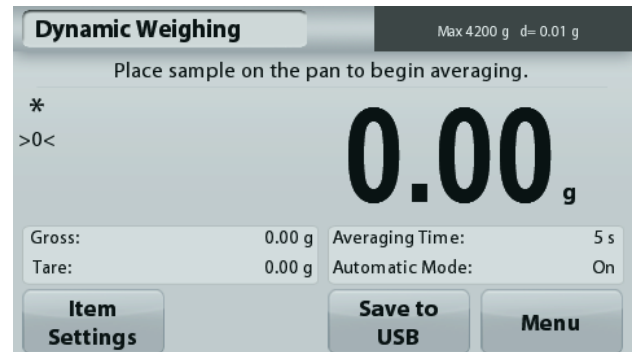 Dynamic Weighing
Max 4200 g d= 0.01 g
Place sample on the pan to begin averaging.
*
>0<
0.00 g
Gross: 0.00 g
Tare: 0.00 g
Averaging Time: 5 s
Automatic Mode: On
Item
Settings
Save to
USB
Menu